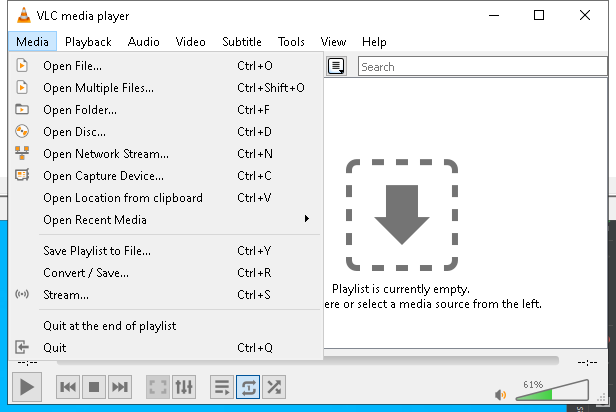 VLC media player
Media Playback Audio Video Subtitle Tools View Help
Open File... Ctrl+O
Open Multiple Files... Ctrl+Shift+O
Open Folder... Ctrl+F
Open Disc... Ctrl+D
Open Network Stream... Ctrl+N
Open Capture Device... Ctrl+C
Open Location from clipboard Ctrl+V
Open Recent Media
Save Playlist to File... Ctrl+Y
Convert / Save... Ctrl+R
Stream... Ctrl+S
Quit at the end of playlist
Quit Ctrl+Q
Search
Playlist is currently empty.
ere or select a media source from the left.
--:-- --:--
61%